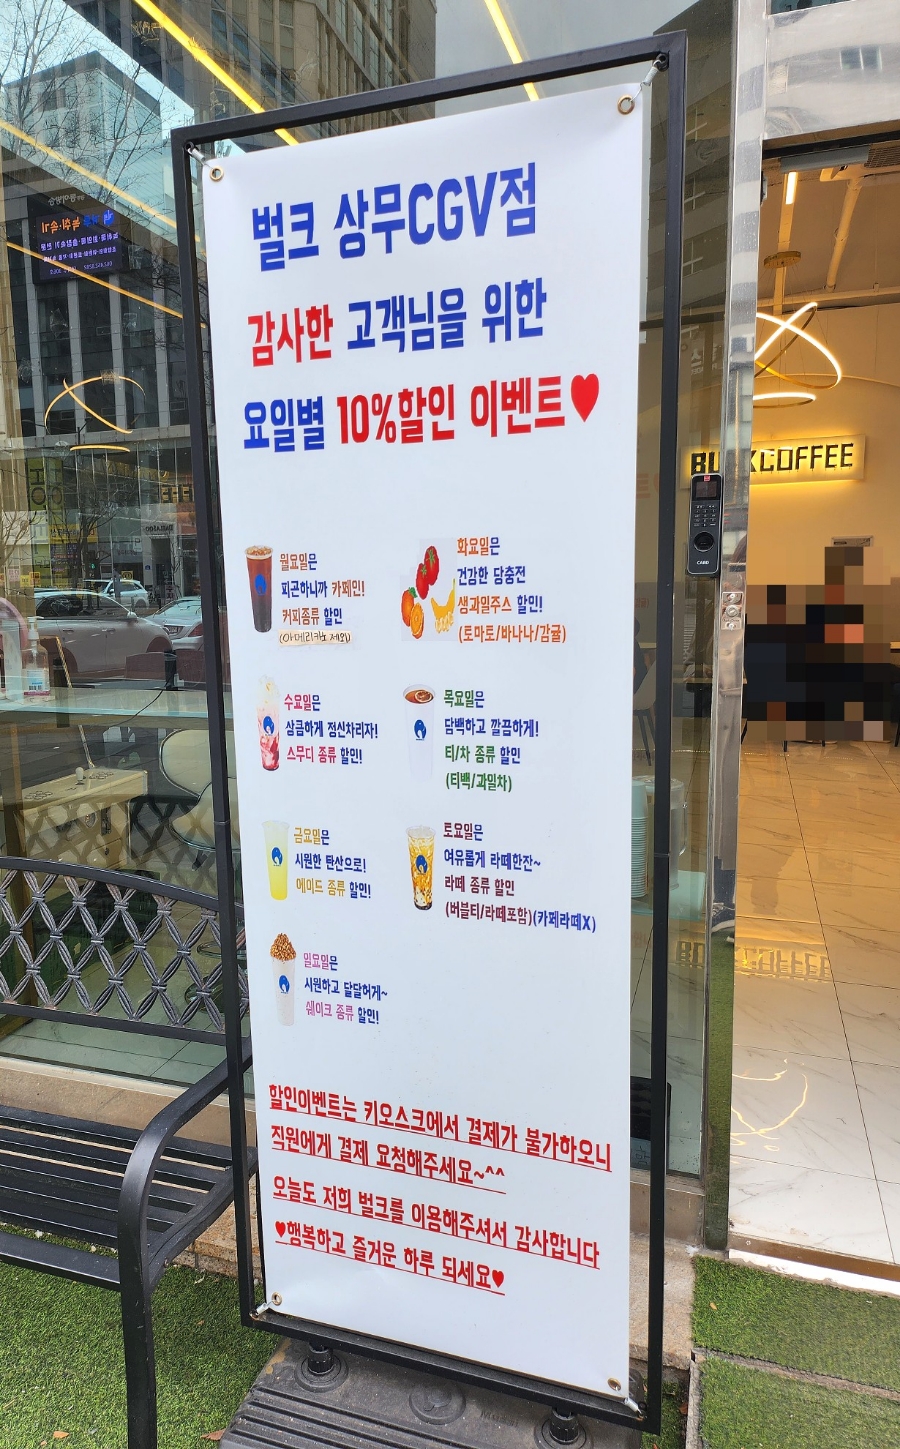 벌크 상무CGV점
감사한 고객님을 위한
요일별 10%할인 이벤트♥
월요일은
피곤하니까 카페인!
커피종류 할인
(아메리카노 제외)
화요일은
건강한 당충전
생과일주스 할인!
(토마토/바나나/감귤)
수요일은
상큼하게 정신차리자!
스무디 종류 할인!
목요일은
담백하고 깔끔하게!
티/차 종류 할인
(티백/과일차)
금요일은
시원한 탄산으로!
에이드 종류 할인!
토요일은
여유롭게 라떼한잔~
라떼 종류 할인
(버블티/라떼포함)(카페라떼X)
일요일은
시원하고 달달허게~
쉐이크 종류 할인!
할인이벤트는 키오스크에서 결제가 불가하오니
직원에게 결제 요청해주세요~^^
오늘도 저희 벌크를 이용해주셔서 감사합니다
♥행복하고 즐거운 하루 되세요♥
COFFEE
CARD